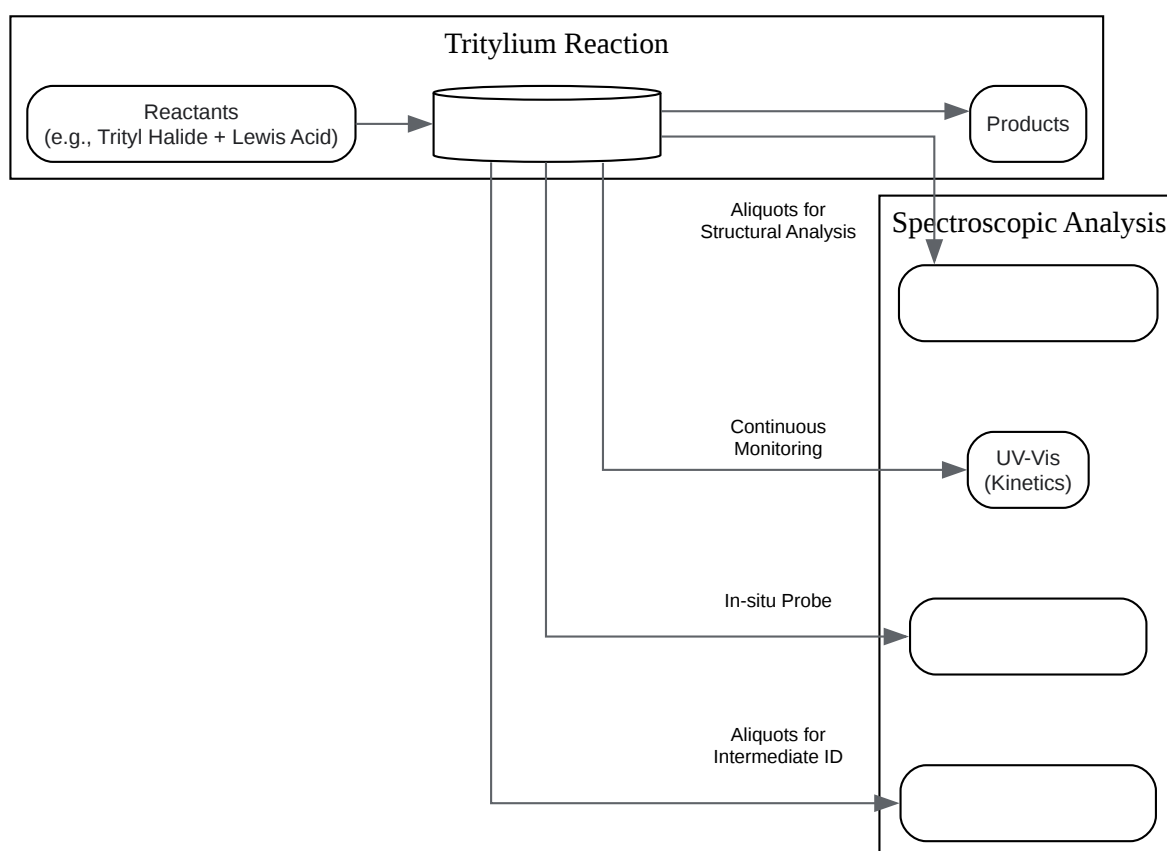 Tritylium Reaction
Reactants
(e.g., Trityl Halide + Lewis Acid)
Products
Aliquots for
Structural Analysis
Spectroscopic Analysis
Continuous
Monitoring
UV-Vis
(Kinetics)
In-situ Probe
Aliquots for
Intermediate ID